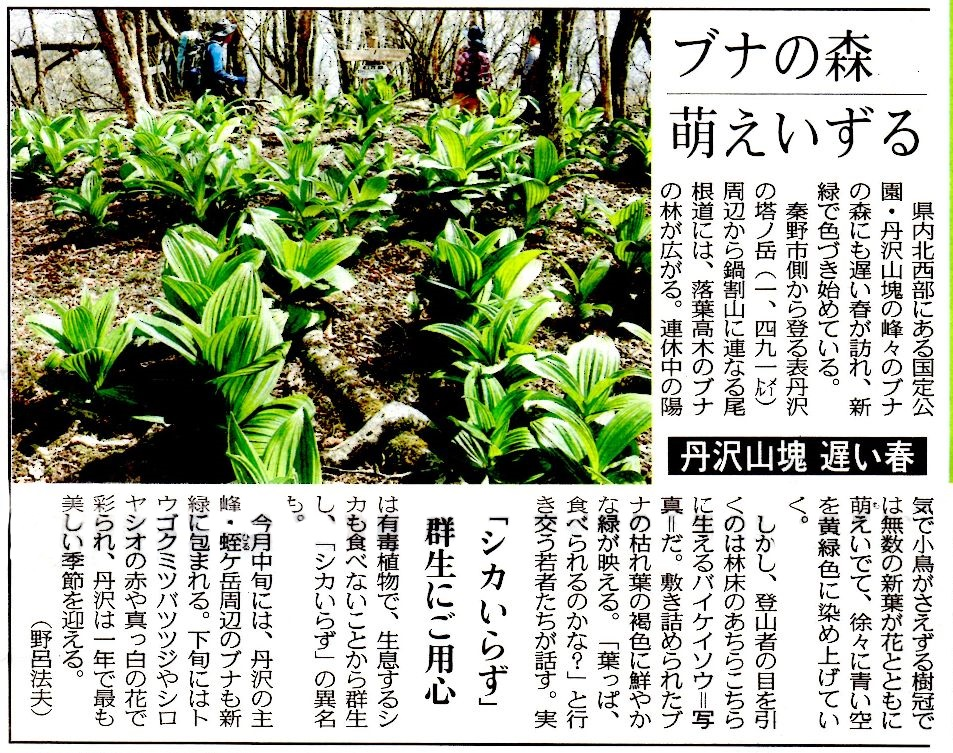 ブナの森
萌えいずる
県内北西部にある国定公
園・丹沢山塊の峰々のブナ
の森にも遅い春が訪れ、新
緑で色づき始めている。
秦野市側から登る表丹沢
の塔ノ岳(一、四九一㍍)
周辺から鍋割山に連なる尾
根道には、落葉高木のブナ
の林が広がる。連休中の陽
丹沢山塊 遅い春
気で小鳥がさえずる樹冠で
は無数の新葉が花とともに
萌えいでて、徐々に青い空
を黄緑色に染め上げてい
く。
しかし、登山者の目を引
くのは林床のあちらこちら
に生えるバイケイソウ=写
真=だ。敷き詰められたブ
ナの枯れ葉の褐色に鮮やか
な緑が映える。「葉っぱ、
食べられるのかな?」と行
き交う若者たちが話す。実
「シカいらず」
群生にご用心
は有毒植物で、生息するシ
カも食べないことから群生
し、「シカいらず」の異名
も。
今月中旬には、丹沢の主
峰・蛭ケ岳周辺のブナも新
緑に包まれる。下旬にはト
ウゴクミツバツツジやシロ
ヤシオの赤や真っ白の花で
彩られ、丹沢は一年で最も
美しい季節を迎える。
(野呂法夫)